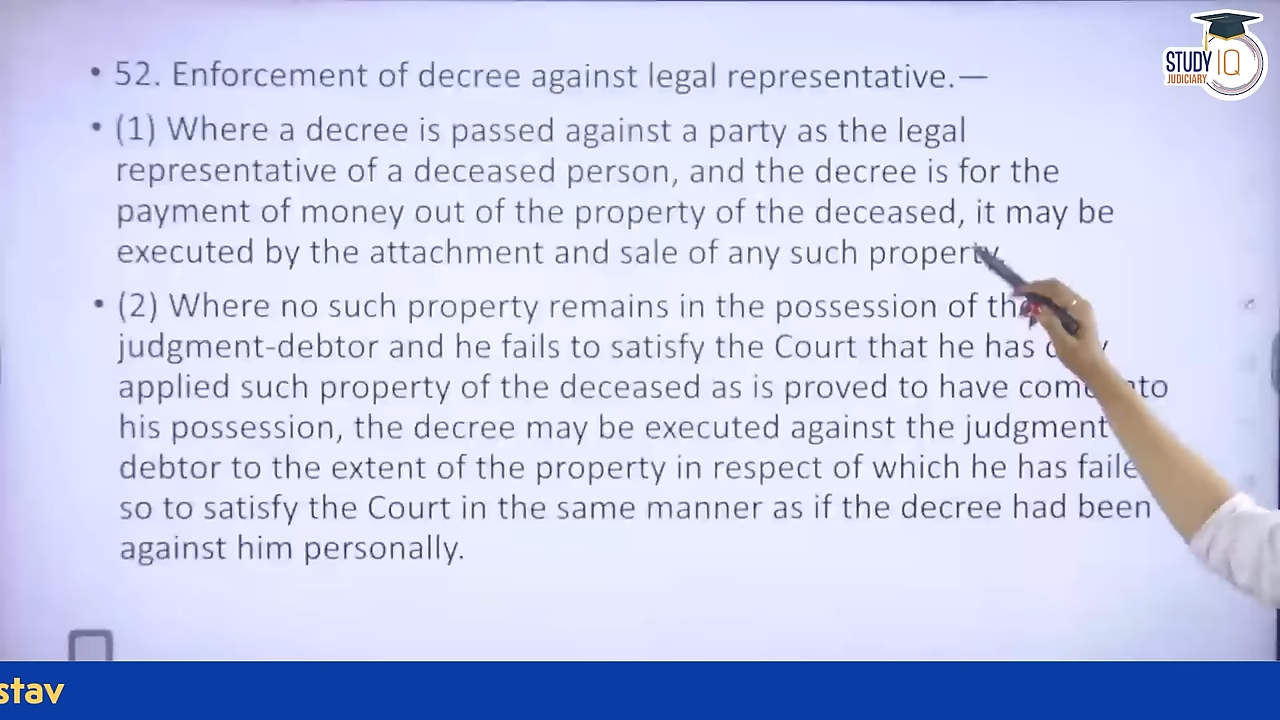 STUDY IQ
JUDICIARY
• 52. Enforcement of decree against legal representative.—
• (1) Where a decree is passed against a party as the legal
representative of a deceased person, and the decree is for the
payment of money out of the property of the deceased, it may be
executed by the attachment and sale of any such property.
• (2) Where no such property remains in the possession of the
judgment-debtor and he fails to satisfy the Court that he has
applied such property of the deceased as is proved to have come into
his possession, the decree may be executed against the judgment
debtor to the extent of the property in respect of which he has faile
so to satisfy the Court in the same manner as if the decree had been
against him personally.
stav